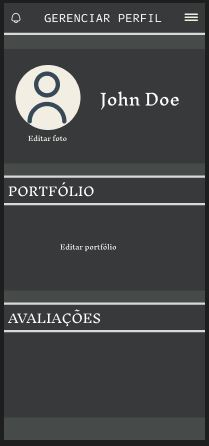 GERENCIAR PERFIL
John Doe
Editar foto
PORTFÓLIO
Editar portfólio
AVALIAÇÕES